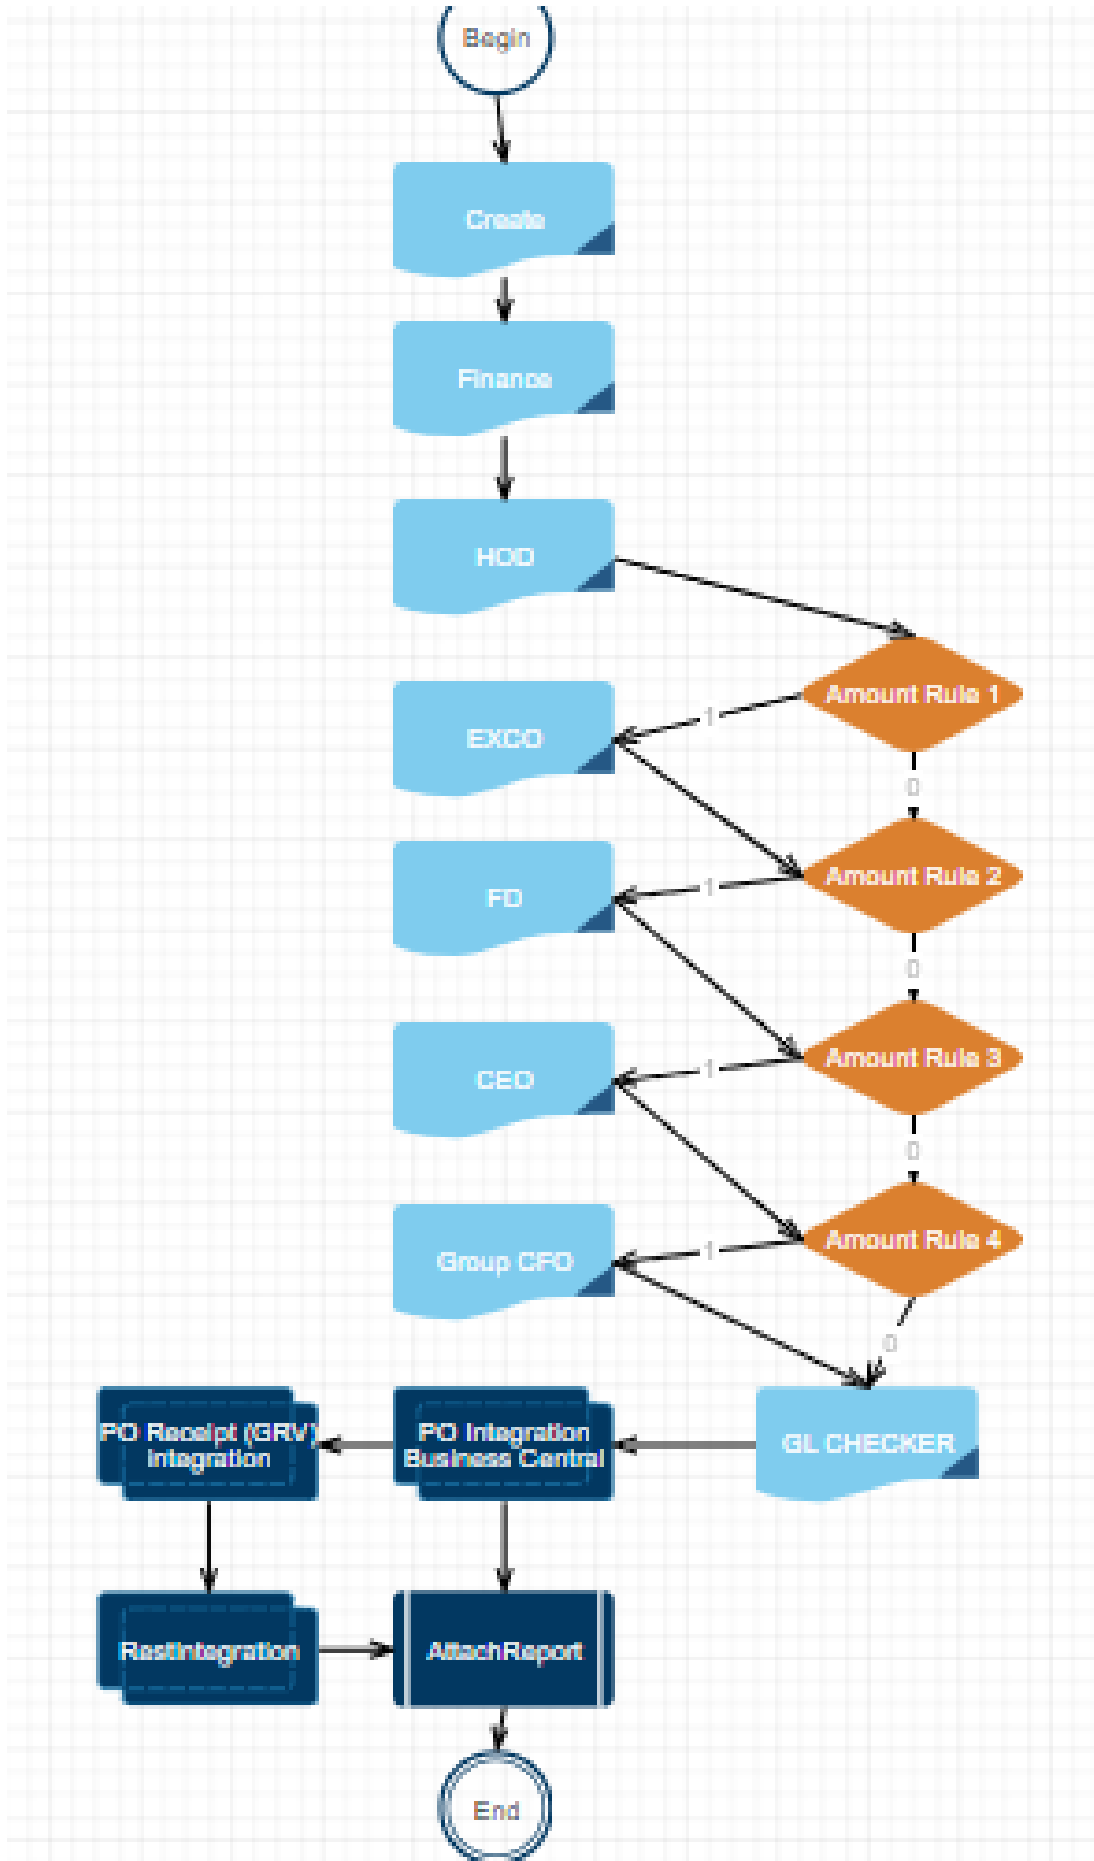 Begin
Create
Finance
HOD
Amount Rule 1
1
EXCO
0
Amount Rule 2
1
FD
0
Amount Rule 3
1
CEO
0
Amount Rule 4
1
Group CFO
0
PO Receipt (GRV)
Integration
PO Integration
Business Central
GL CHECKER
RestIntegration
AttachReport
End